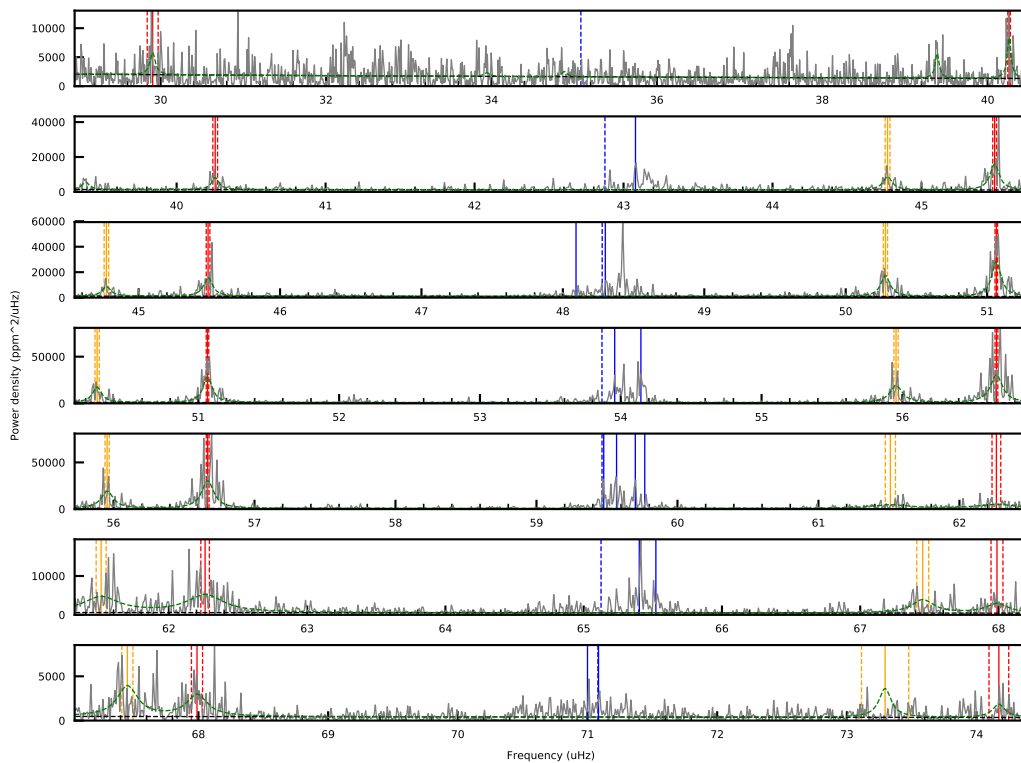 10000
5000
0
30 32 34 36 38 40
40000
20000
0
40 41 42 43 44 45
60000
40000
20000
0
45 46 47 48 49 50 51
50000
0
51 52 53 54 55 56
50000
0
56 57 58 59 60 61 62
10000
0
62 63 64 65 66 67 68
5000
0
68 69 70 71 72 73 74
Power density (ppm^2/uHz)
Frequency (uHz)